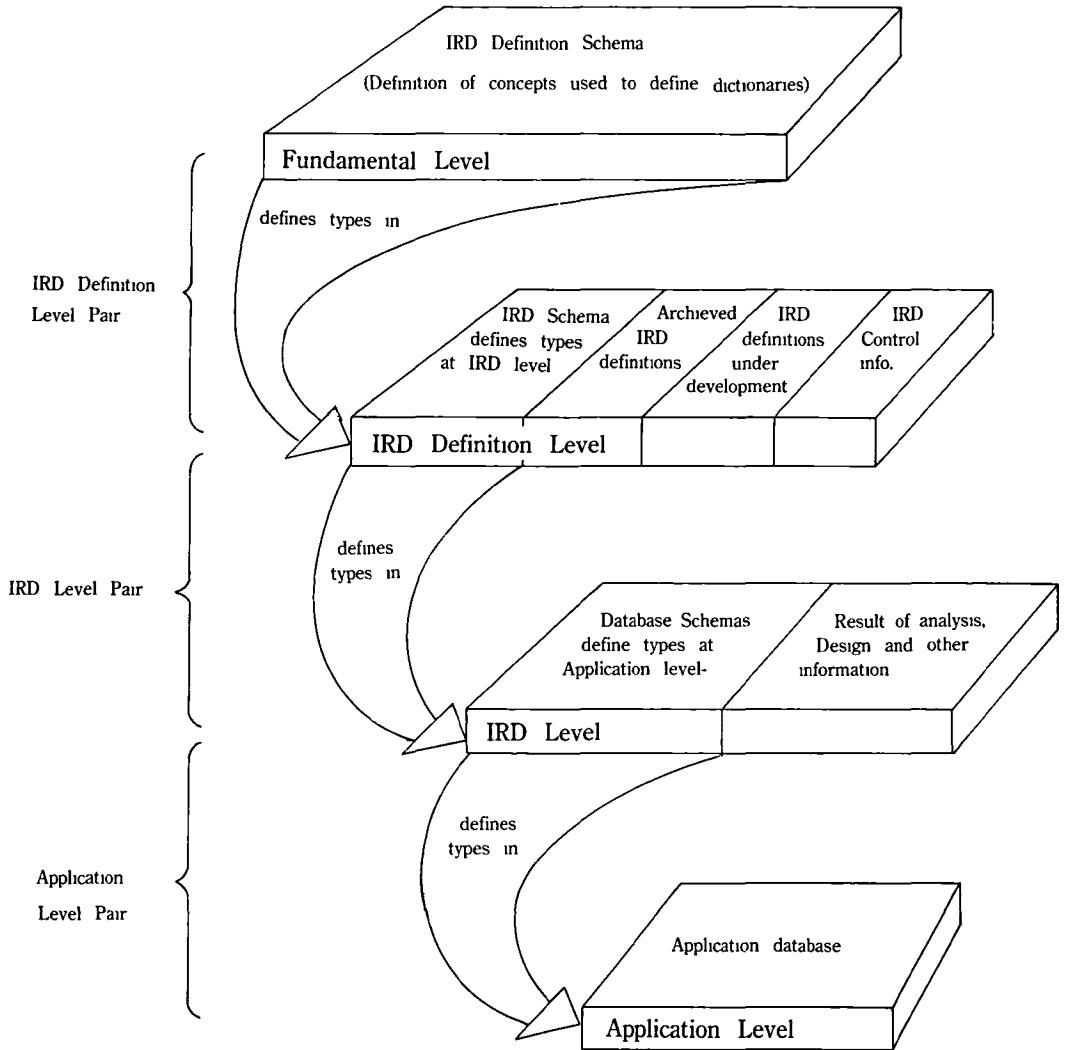 IRD Definition Schema
(Definition of concepts used to define dictionaries)
Fundamental Level
defines types in
IRD Definition
Level Pair
IRD Schema
defines types
at IRD level
Archieved
IRD
definitions
IRD
definitions
under
development
IRD
Control
info.
IRD Definition Level
defines
types in
IRD Level Pair
Database Schemas
define types at
Application level-
Result of analysis,
Design and other
information
IRD Level
defines
types in
Application
Level Pair
Application database
Application Level